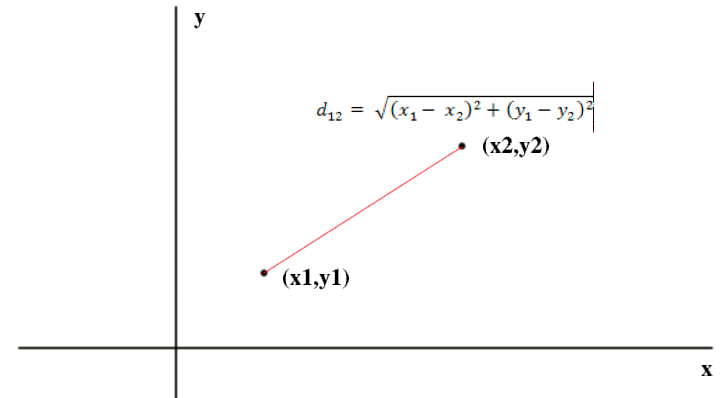 y
d₁₂ = √(x₁ − x₂)² + (y₁ − y₂)²
(x2,y2)
(x1,y1)
x